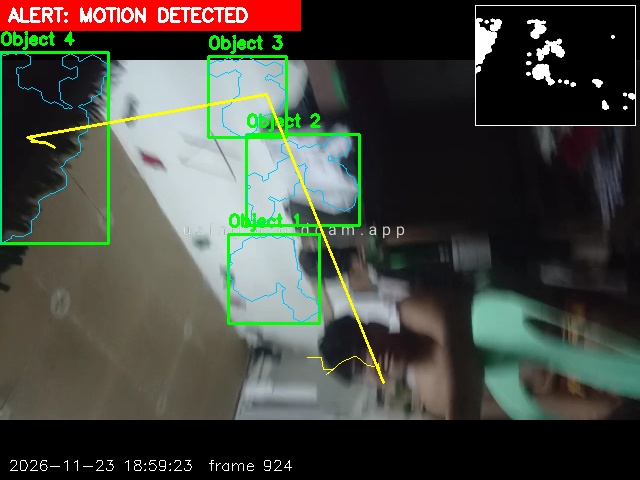 ALERT: MOTION DETECTED
Object 4
Object 3
Object 2
Object 1
2026-11-23 18:59:23 frame 924